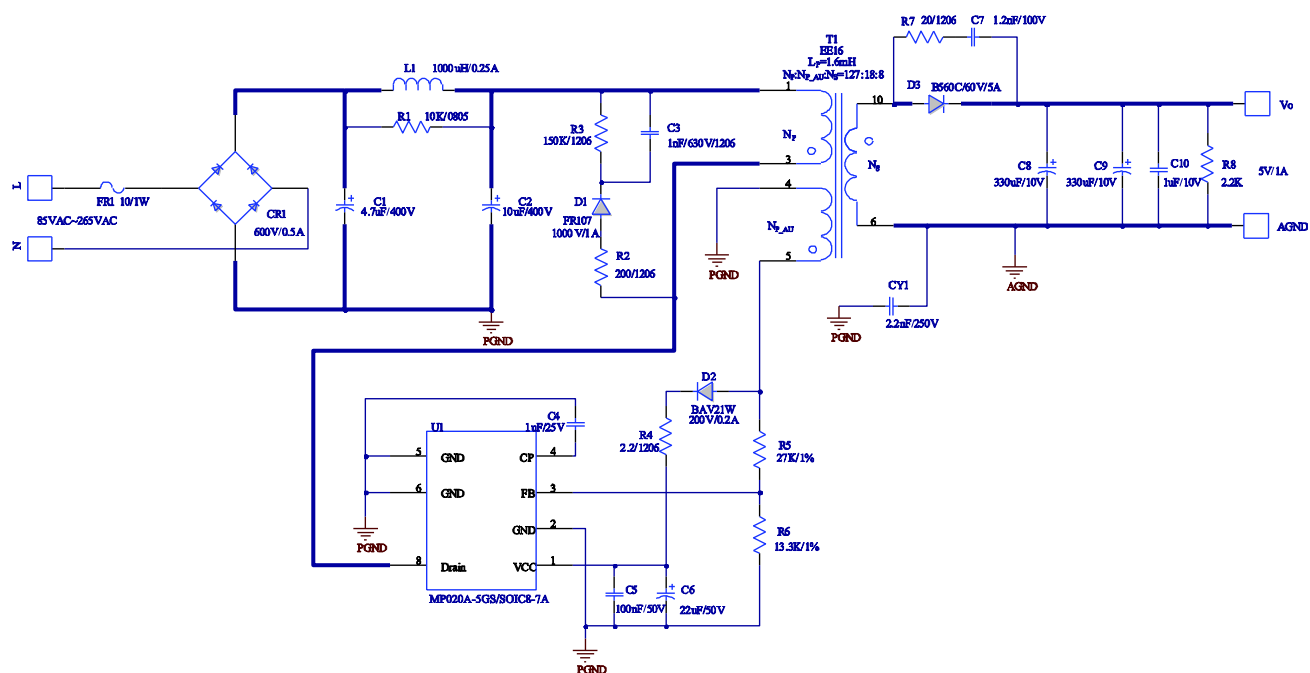 R7 20/1206
C7 1.2nF/100V
T1
EE16
LP=1.6mH
NP:NP_AU:NS=127:18:8
L1 1000uH/0.25A
R1 10K/0805
R3
150K/1206
C3
1nF/630V/1206
1
NP
3
4
NP_AU
5
10
NS
6
D3 B560C/60V/5A
Vo
L
FR1 10/1W
85VAC~265VAC
N
CR1
600V/0.5A
C1
4.7uF/400V
C2
10uF/400V
D1
FR107
1000V/1A
R2
200/1206
PGND
C8
330uF/10V
C9
330uF/10V
C10
1uF/10V
R8
2.2K
5V/1A
AGND
AGND
CY1
2.2nF/250V
PGND
PGND
D2
BAV21W
200V/0.2A
C4
1uF/25V
R4
2.2/1206
R5
27K/1%
U1
5 GND
CP 4
6 GND
FB 3
GND 2
8 Drain
VCC 1
MP020A-5GS/SOIC8-7A
PGND
R6
13.3K/1%
C5
100nF/50V
C6
22uF/50V
PGND